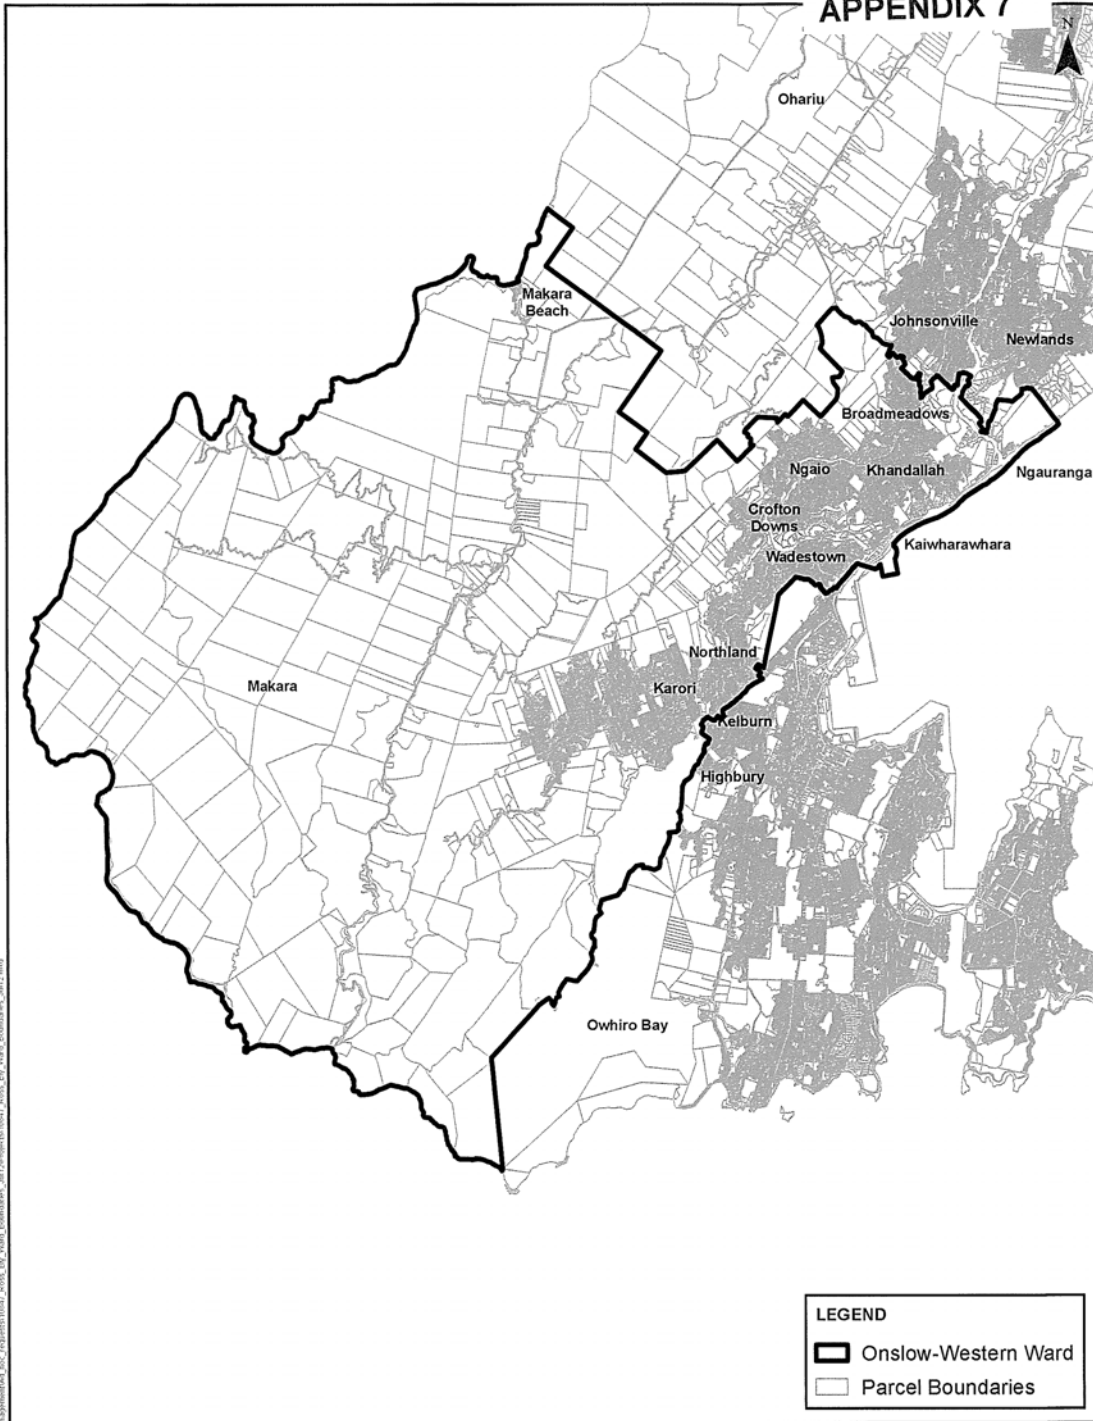 APPENDIX 7
N
Ohariu
Makara
Beach
Johnsonville
Newlands
Broadmeadows
Ngaio
Khandallah
Ngauranga
Crofton
Downs
Kaiwharawhara
Wadestown
Northland
Makara
Karori
Kelburn
Highbury
Owhiro Bay
LEGEND
Onslow-Western Ward
Parcel Boundaries